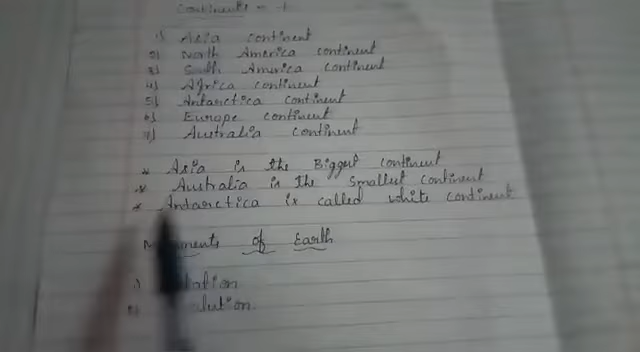 Continents - 7
1) Asia continent
2) North America continent
3) South America continent
4) Africa continent
5) Antarctica continent
6) Europe continent
7) Australia continent
* Asia is the Biggest continent
* Australia is the smallest continent
* Antarctica is called white continent
of Earth
1)
2)